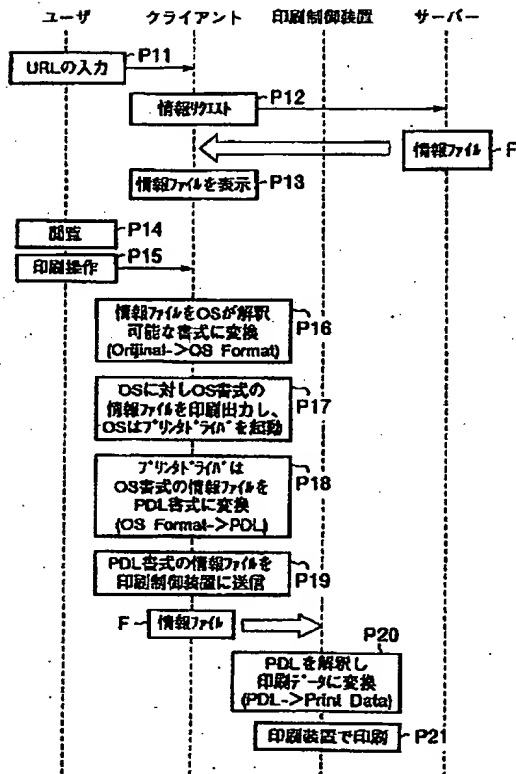 ユーザ クライアント 印刷制御装置 サーバー
URLの入力 P11
情報リクエスト P12
情報ファイル F
情報ファイルを表示 P13
閲覧 P14
印刷操作 P15
情報ファイルをOSが解釈
可能な書式に変換
(Original->OS Format)
P16
OSに対しOS書式の
情報ファイルを印刷出力し、
OSはプリンタドライバを起動
P17
プリンタドライバは
OS書式の情報ファイルを
PDL書式に変換
(OS Format->PDL)
P18
PDL書式の情報ファイルを
印刷制御装置に送信
P19
F 情報ファイル
P20
PDLを解釈し
印刷データに変換
(PDL->Print Data)
印刷装置で印刷 P21